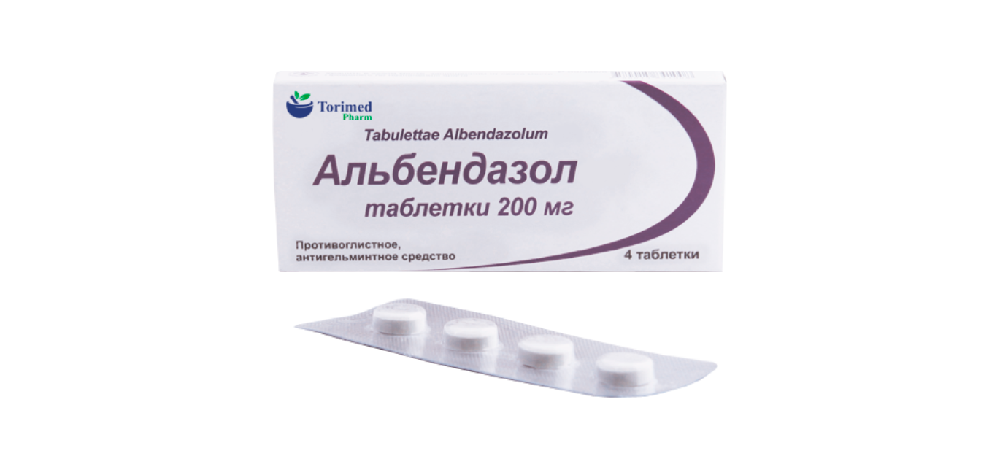 Torimed
Pharm
Tabulettae Albendazolum
Альбендазол
таблетки 200 мг
Противоглистное,
антигельминтное средство
4 таблетки